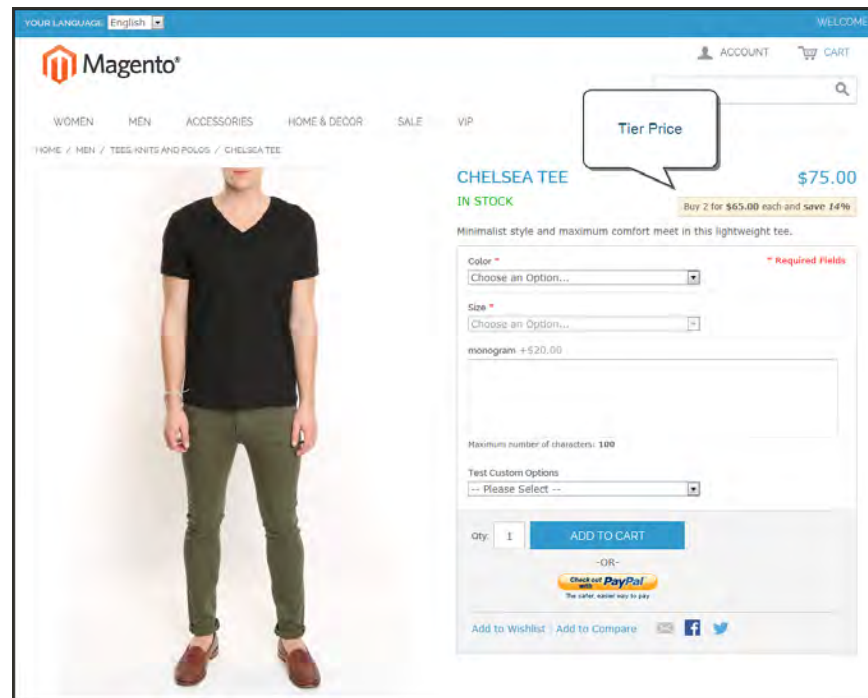 YOUR LANGUAGE: English WELCOME
Magento®
ACCOUNT CART
WOMEN MEN ACCESSORIES HOME & DECOR SALE VIP
Tier Price
HOME / MEN / TEES, KNITS AND POLOS / CHELSEA TEE
CHELSEA TEE $75.00
IN STOCK
Buy 2 for $65.00 each and save 14%
Minimalist style and maximum comfort meet in this lightweight tee.
Color * * Required Fields
Choose an Option...
Size *
Choose an Option...
monogram +$20.00
Maximum number of characters: 100
Test Custom Options
-- Please Select --
Qty: 1 ADD TO CART
-OR-
Check out with PayPal
The safer, easier way to pay
Add to Wishlist | Add to Compare